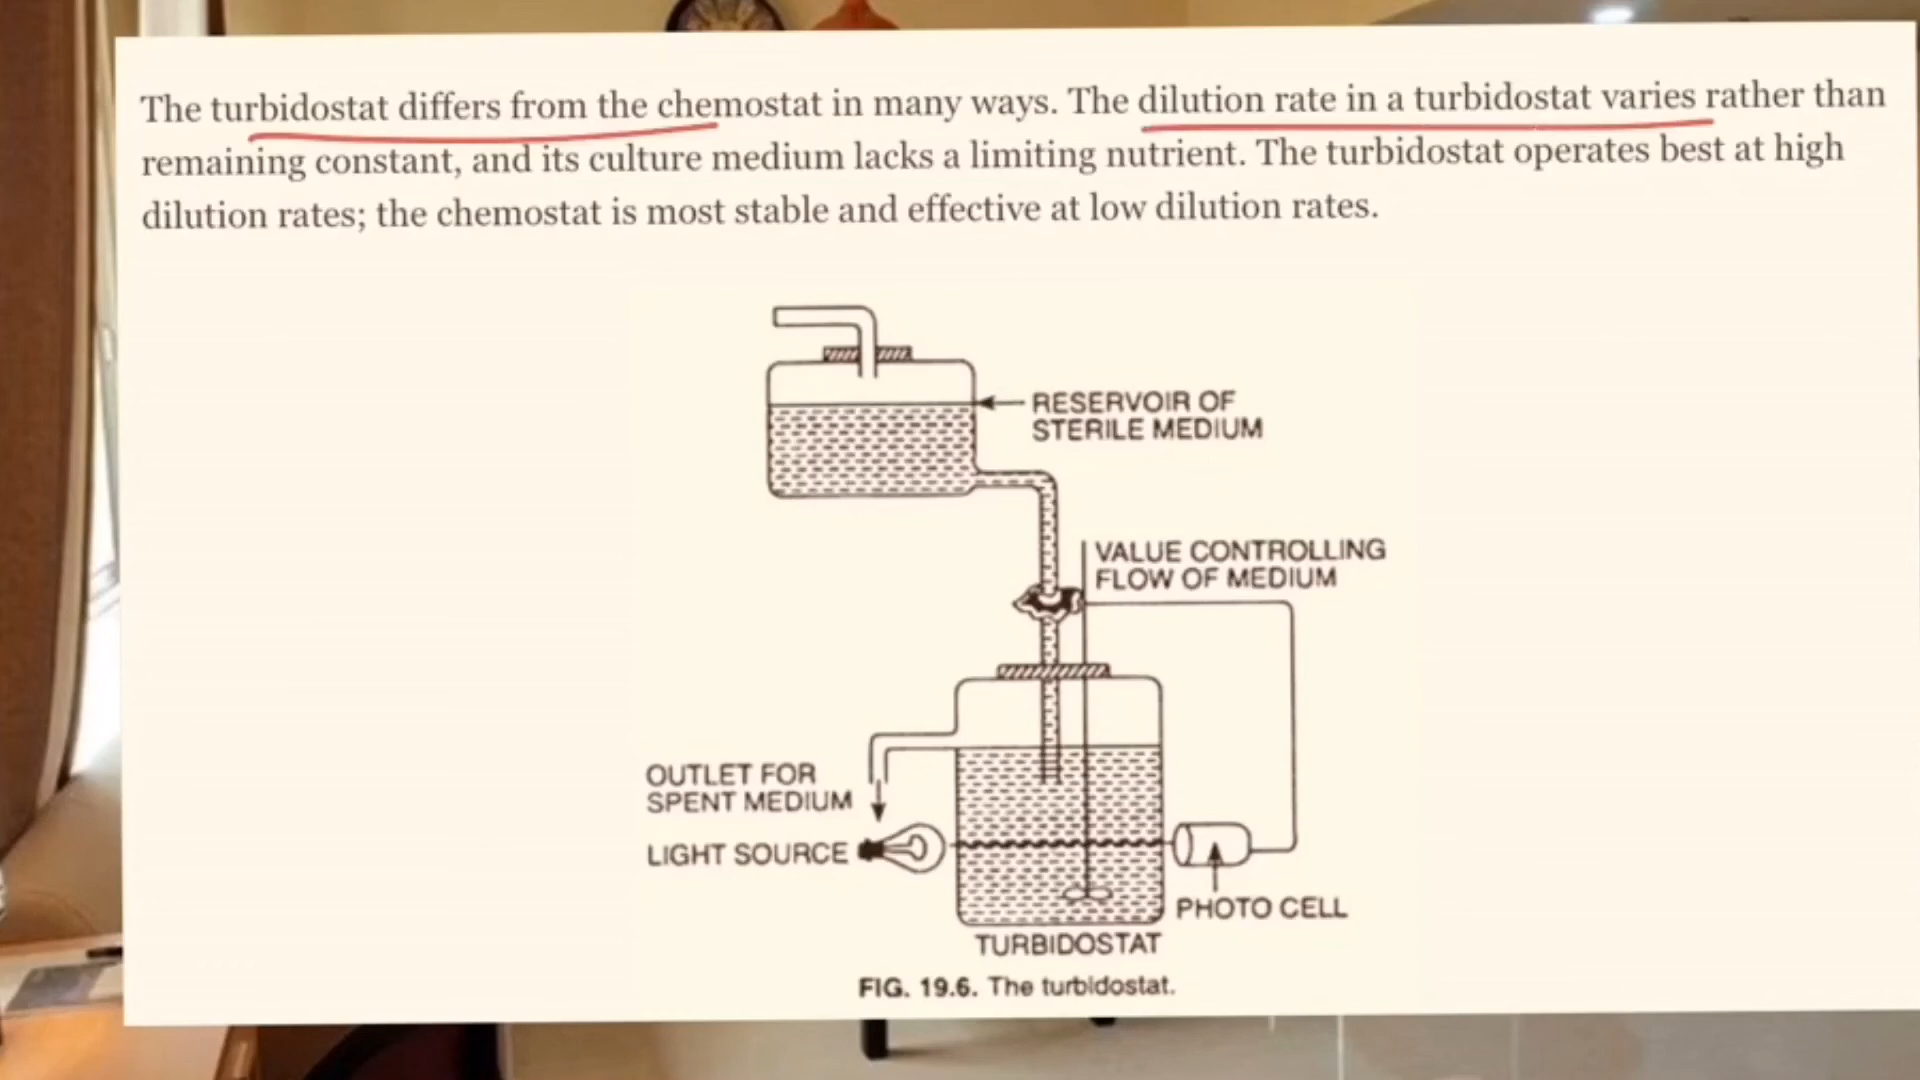 The turbidostat differs from the chemostat in many ways. The dilution rate in a turbidostat varies rather than
remaining constant, and its culture medium lacks a limiting nutrient. The turbidostat operates best at high
dilution rates; the chemostat is most stable and effective at low dilution rates.
RESERVOIR OF
STERILE MEDIUM
VALUE CONTROLLING
FLOW OF MEDIUM
OUTLET FOR
SPENT MEDIUM
LIGHT SOURCE
PHOTO CELL
TURBIDOSTAT
FIG. 19.6. The turbidostat.